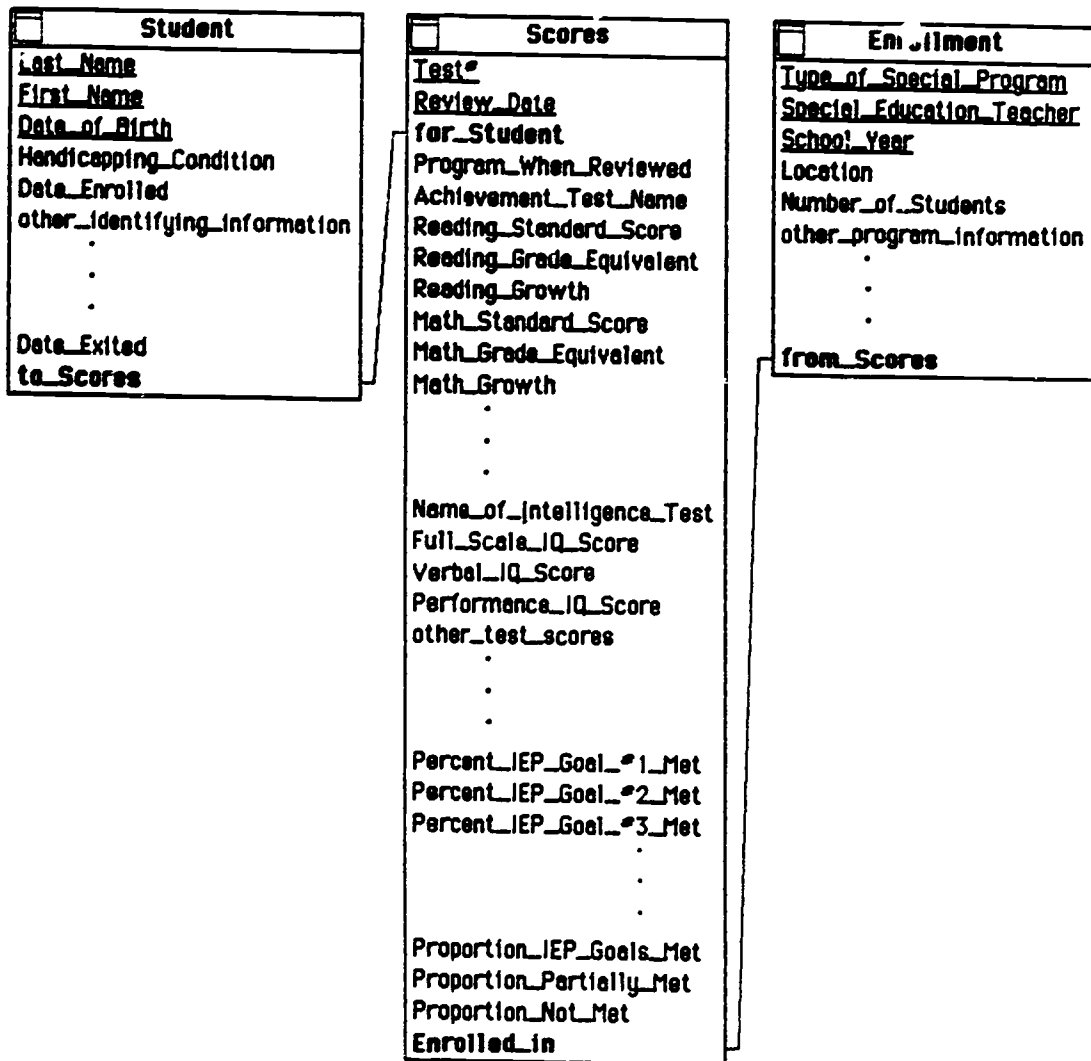 Student
Last_Name
First_Name
Date_of_Birth
Handicapping_Condition
Date_Enrolled
other_identifying_information
.
.
.
Date_Exited
to_Scores
Scores
Test#
Review_Date
for_Student
Program_When_Reviewed
Achievement_Test_Name
Reading_Standard_Score
Reading_Grade_Equivalent
Reading_Growth
Math_Standard_Score
Math_Grade_Equivalent
Math_Growth
.
.
.
Name_of_Intelligence_Test
Full_Scale_IQ_Score
Verbal_IQ_Score
Performance_IQ_Score
other_test_scores
.
.
.
Percent_IEP_Goal_#1_Met
Percent_IEP_Goal_#2_Met
Percent_IEP_Goal_#3_Met
.
.
.
Proportion_IEP_Goals_Met
Proportion_Partially_Met
Proportion_Not_Met
Enrolled_in
Enrollment
Type_of_Special_Program
Special_Education_Teacher
School_Year
Location
Number_of_Students
other_program_information
.
.
.
from_Scores